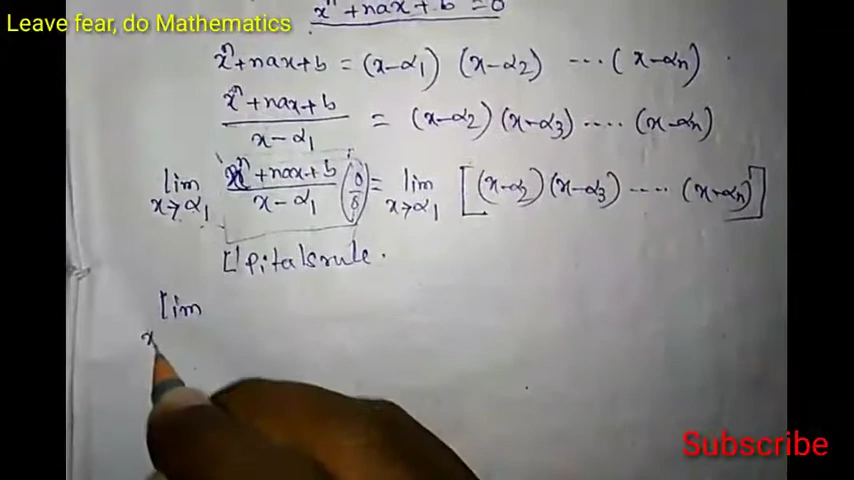 xⁿ+nax+b=0
Leave fear, do Mathematics
xⁿ+nax+b = (x-α₁) (x-α₂) ...(x-αₙ)
xⁿ+nax+b / x-α₁ = (x-α₂)(x-α₃)....(x-αₙ)
lim x→α₁ xⁿ+nax+b / x-α₁ (0/0) = lim x→α₁ [(x-α₂)(x-α₃)....(x-αₙ)]
L'pitalsrule.
lim
x
Subscribe